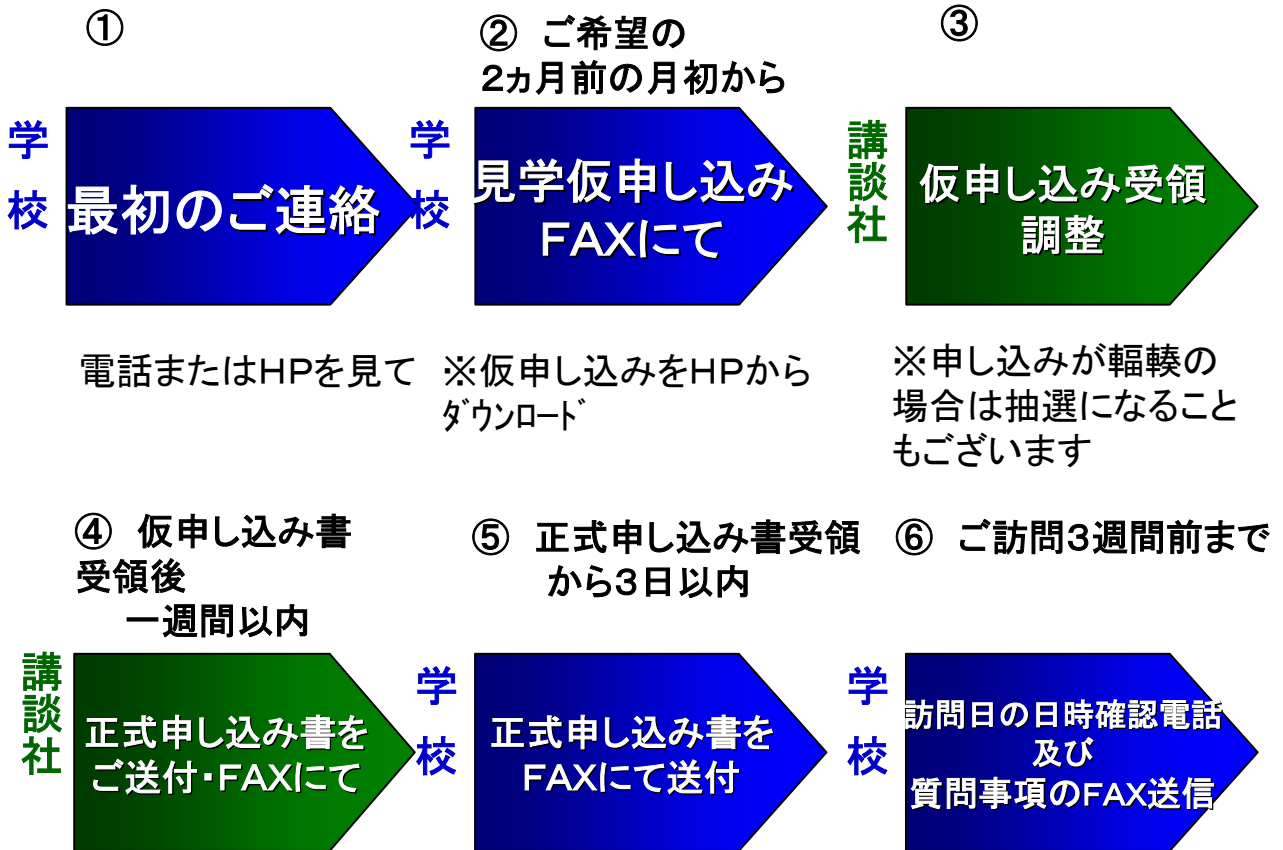 ①
学校
最初のご連絡
電話またはHPを見て
② ご希望の
2ヵ月前の月初から
学校
見学仮申し込み
FAXにて
※仮申し込みをHPから
ﾀﾞｳﾝﾛｰﾄﾞ
③
講談社
仮申し込み受領
調整
※申し込みが輻輳の
場合は抽選になること
もございます
④ 仮申し込み書
受領後
一週間以内
講談社
正式申し込み書を
ご送付・FAXにて
⑤ 正式申し込み書受領
から3日以内
学校
正式申し込み書を
FAXにて送付
⑥ ご訪問3週間前まで
学校
訪問日の日時確認電話
及び
質問事項のFAX送信